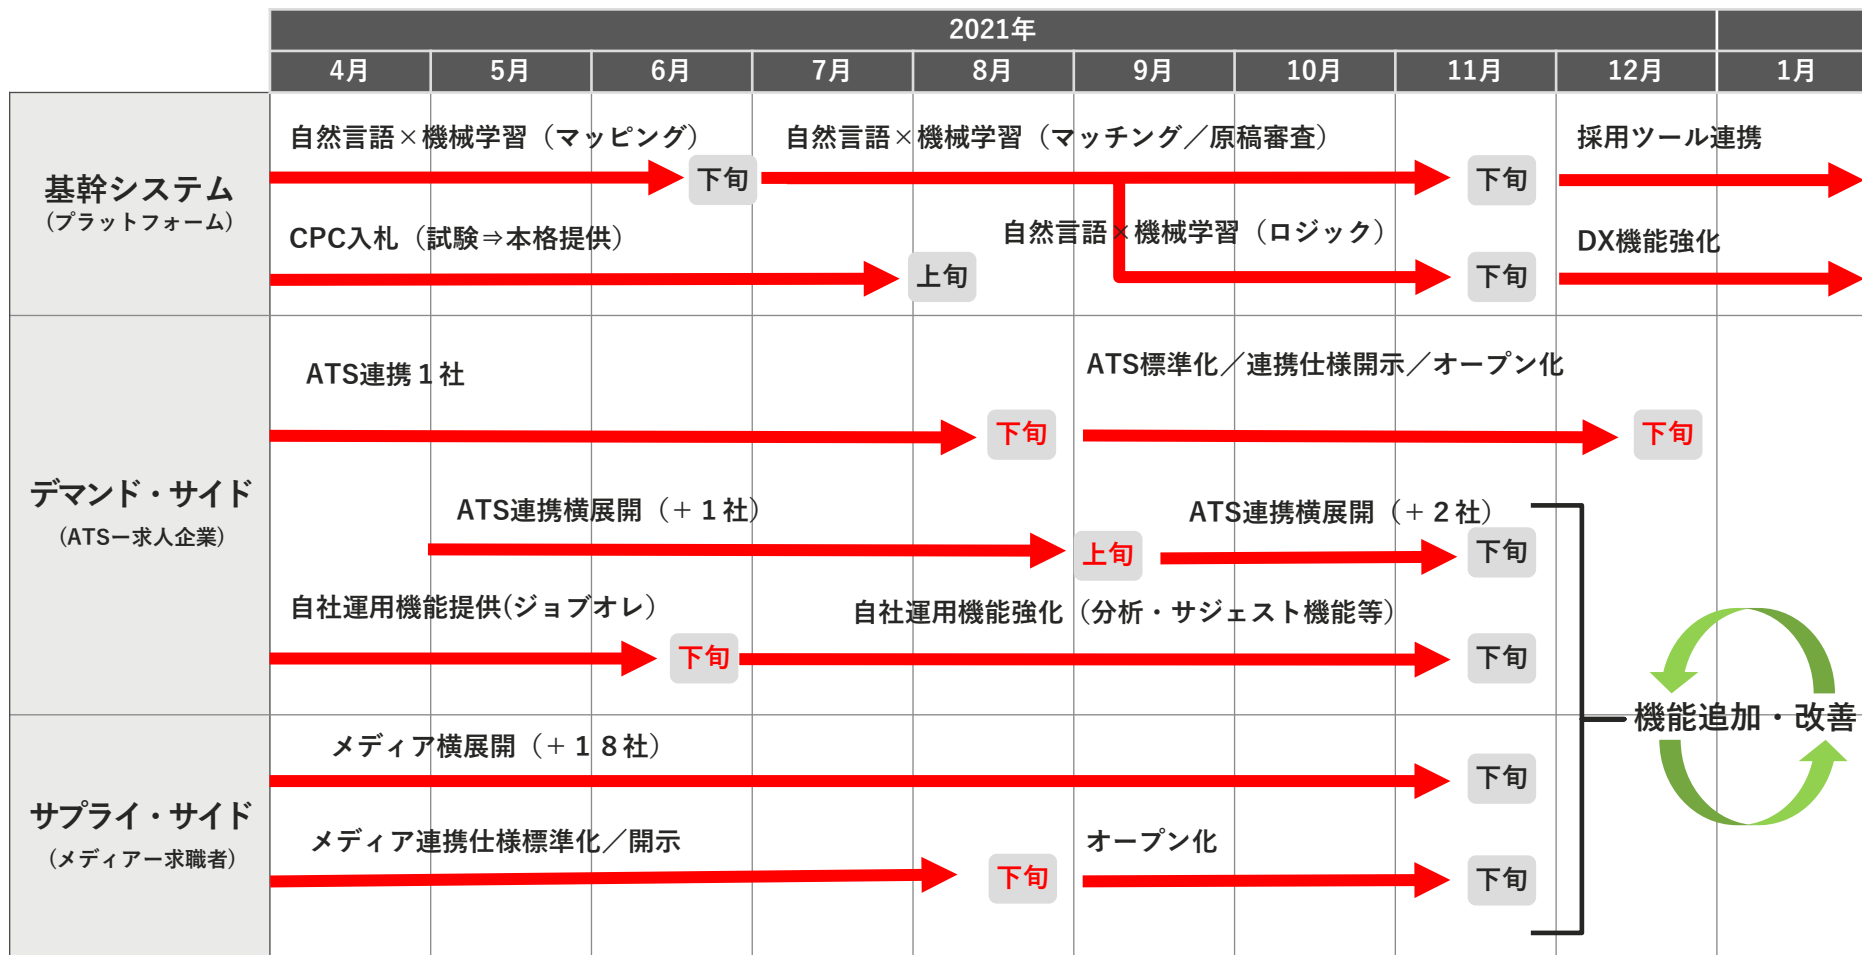 2021年
4月
5月
6月
7月
8月
9月
10月
11月
12月
1月
基幹システム
(プラットフォーム)
自然言語×機械学習（マッピング）
下旬
自然言語×機械学習（マッチング／原稿審査）
下旬
採用ツール連携
CPC入札（試験⇒本格提供）
上旬
自然言語×機械学習（ロジック）
下旬
DX機能強化
デマンド・サイド
(ATSー求人企業)
ATS連携１社
下旬
ATS標準化／連携仕様開示／オープン化
下旬
ATS連携横展開（＋１社）
上旬
ATS連携横展開（＋２社）
下旬
自社運用機能提供(ジョブオレ）
下旬
自社運用機能強化（分析・サジェスト機能等）
下旬
機能追加・改善
サプライ・サイド
(メディアー求職者)
メディア横展開（＋１８社）
下旬
メディア連携仕様標準化／開示
下旬
オープン化
下旬